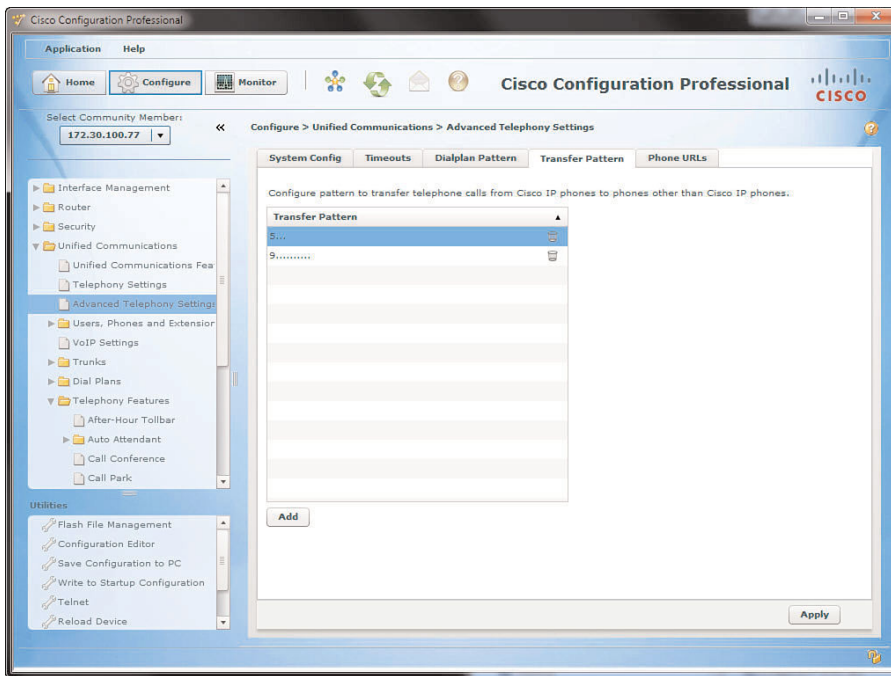 Cisco Configuration Professional
Application Help
Home Configure Monitor Cisco Configuration Professional CISCO
Select Community Member:
172.30.100.77
Configure > Unified Communications > Advanced Telephony Settings
System Config Timeouts Dialplan Pattern Transfer Pattern Phone URLs
Configure pattern to transfer telephone calls from Cisco IP phones to phones other than Cisco IP phones.
Transfer Pattern
5...
9..........
Add
Apply
Interface Management
Router
Security
Unified Communications
Unified Communications Fea
Telephony Settings
Advanced Telephony Settings
Users, Phones and Extension
VoIP Settings
Trunks
Dial Plans
Telephony Features
After-Hour Tollbar
Auto Attendant
Call Conference
Call Park
Utilities
Flash File Management
Configuration Editor
Save Configuration to PC
Write to Startup Configuration
Telnet
Reload Device